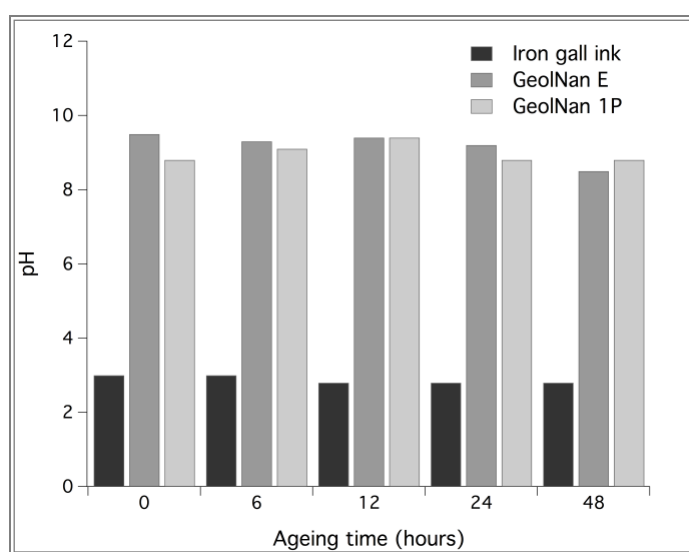 12
10
8
6
4
2
0
pH
Iron gall ink
GeolNan E
GeolNan 1P
0 6 12 24 48
Ageing time (hours)